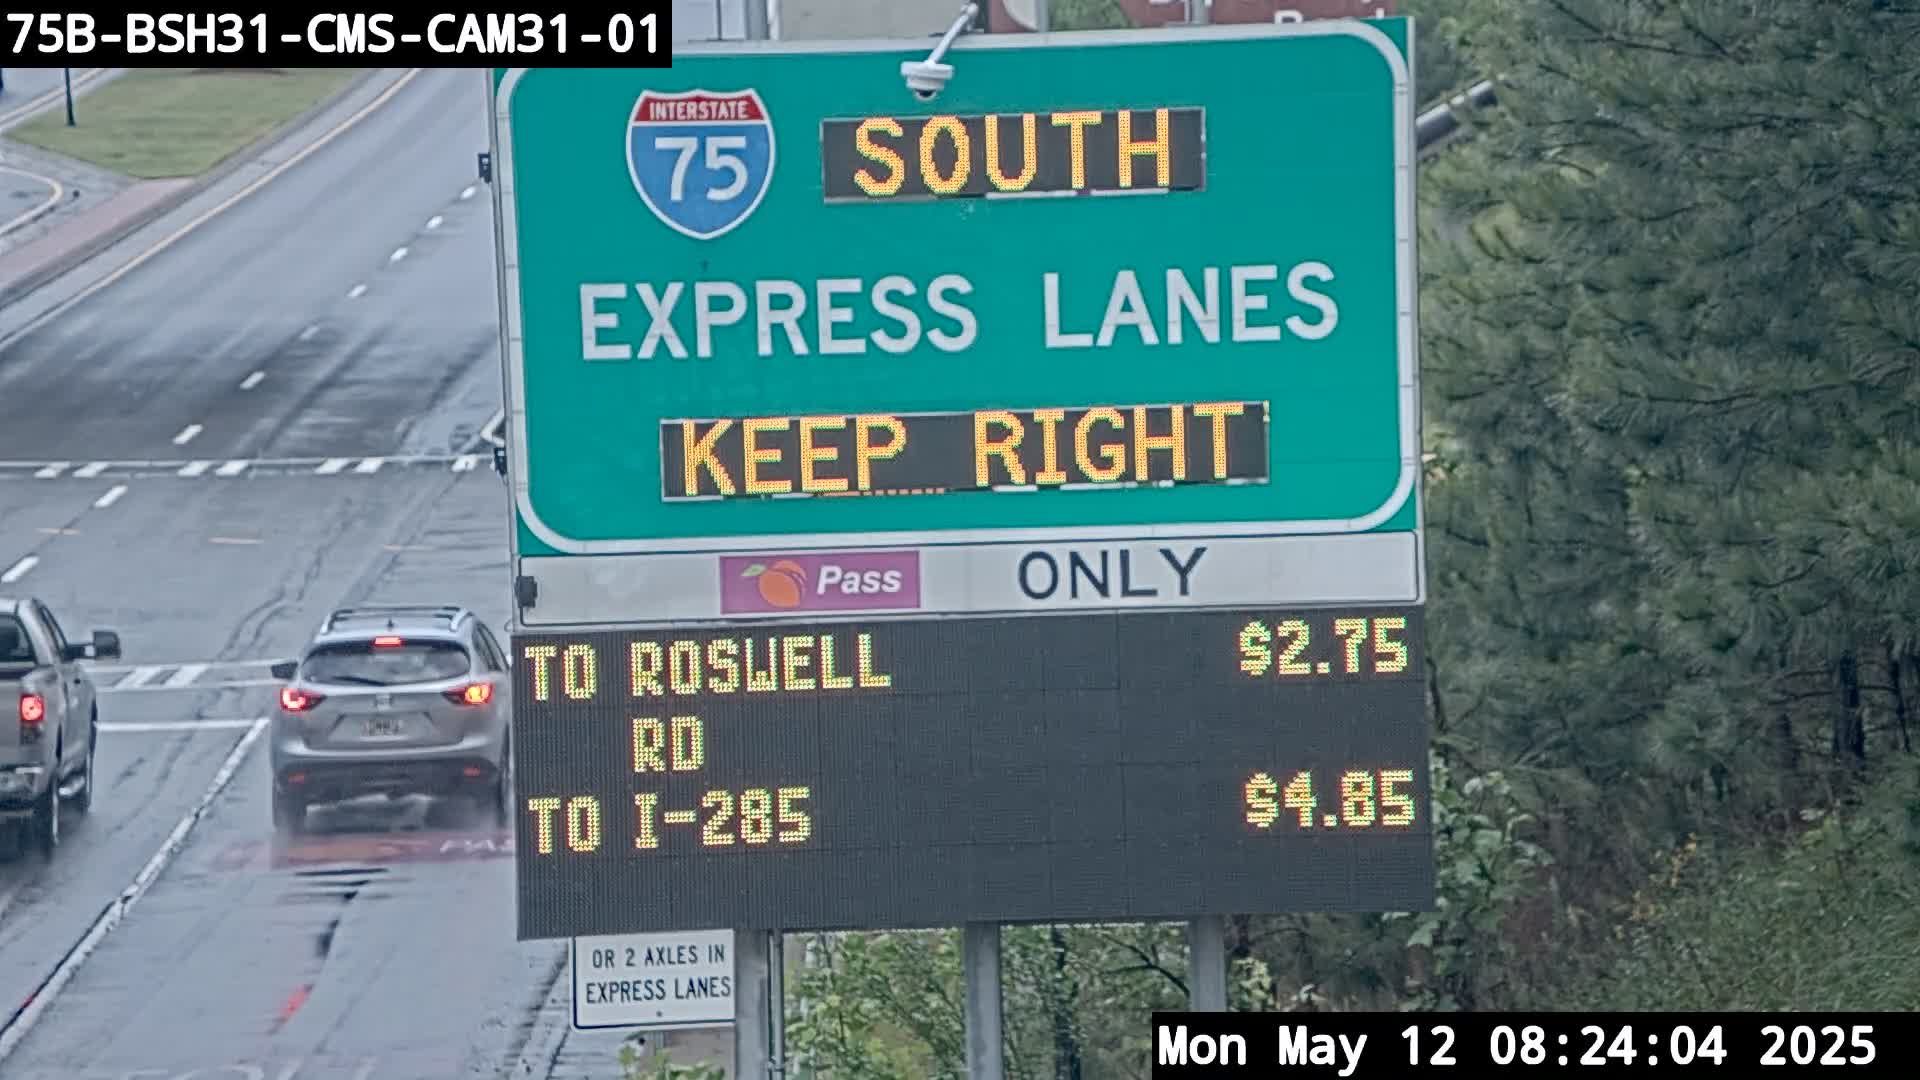 75B-BSH31-CMS-CAM31-01
INTERSTATE
75
SOUTH
EXPRESS LANES
KEEP RIGHT
Pass ONLY
TO ROSWELL $2.75
RD
TO I-285 $4.85
OR 2 AXLES IN
EXPRESS LANES
Mon May 12 08:24:04 2025